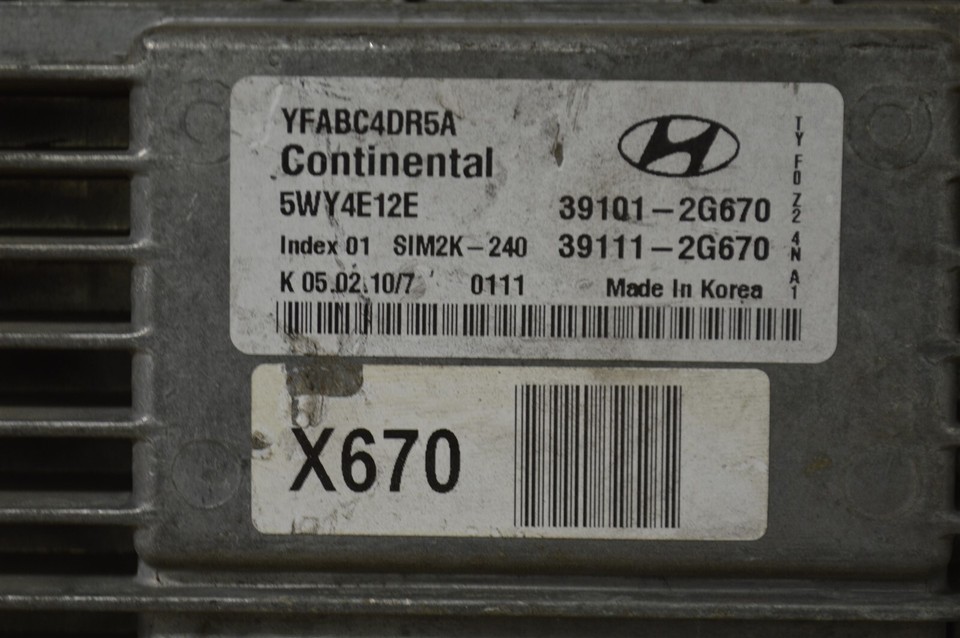 YFABC4DR5A
Continental
5WY4E12E 39101-2G670
Index 01 SIM2K-240 39111-2G670
K 05.02.10/7 0111 Made In Korea
TY F0 Z2 4N A1
X670